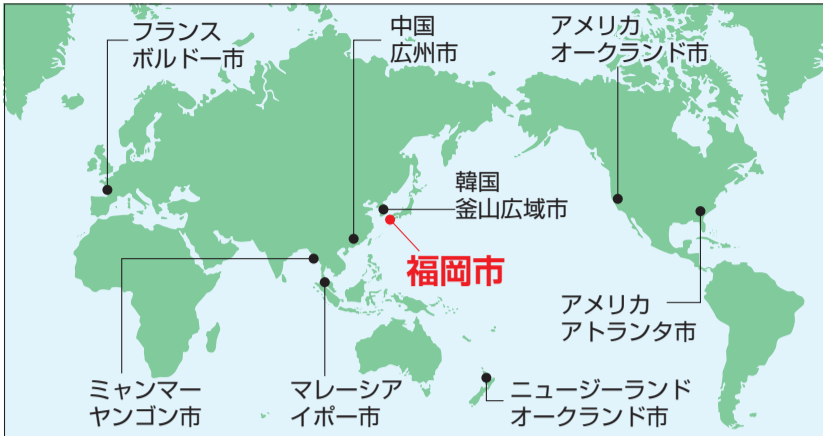 フランス
ボルドー市
中国
広州市
アメリカ
オークランド市
韓国
釜山広域市
福岡市
アメリカ
アトランタ市
ミャンマー
ヤンゴン市
マレーシア
イポー市
ニュージーランド
オークランド市